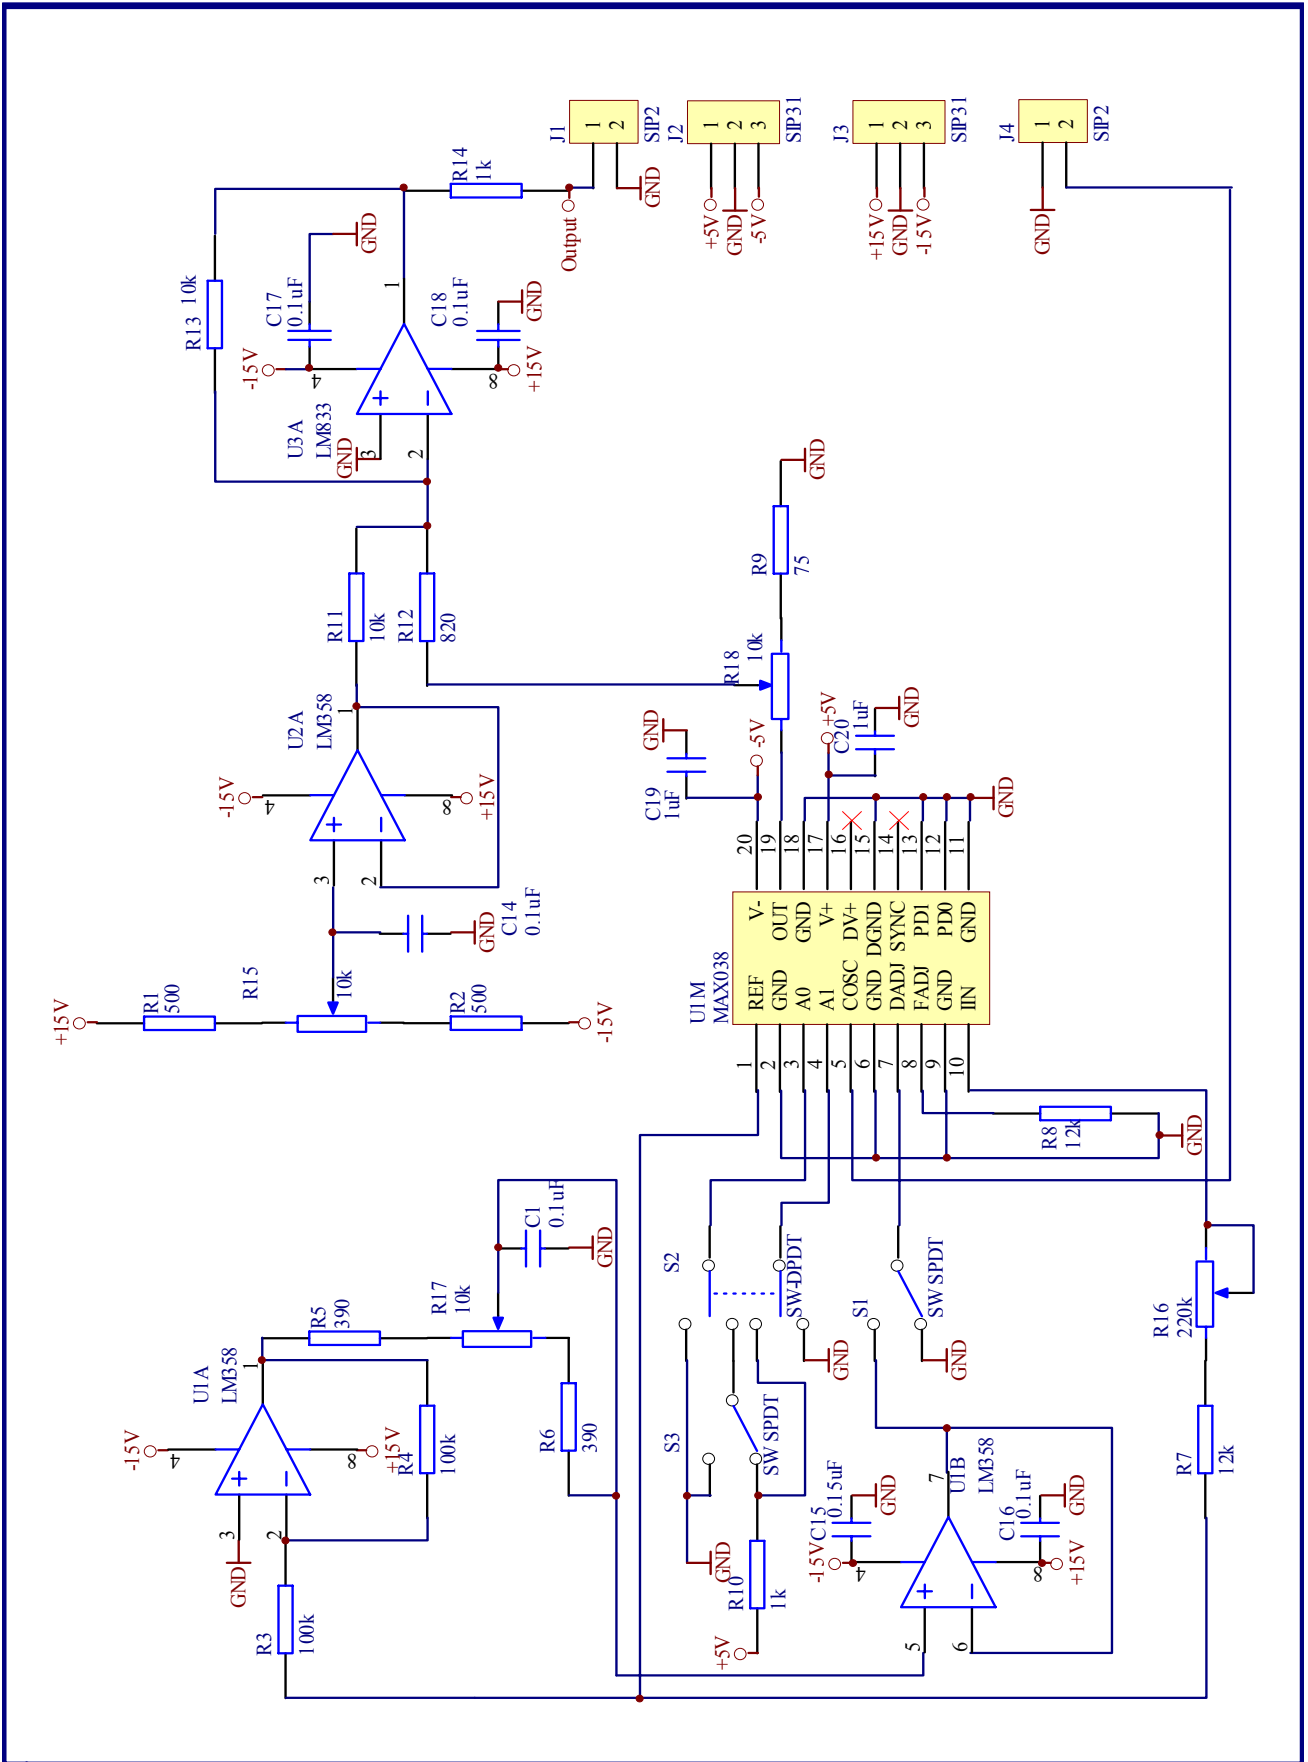 J1
1
2
SIP2
GND
J2
1
2
3
SIP31
+5V
GND
-5V
J3
1
2
3
SIP31
+15V
GND
-15V
J4
1
2
SIP2
GND
R14
1k
Output
R13 10k
C17
0.1uF
GND
-15V
4
1
C18
0.1uF
GND
8
+15V
U3A
LM833
GND
3
2
R11
10k
R12
820
R9
75
GND
R18
10k
U2A
LM358
1
-15V
4
8
+15V
3
2
C14
0.1uF
GND
+15V
R1
500
R15
10k
R2
500
-15V
GND
C19
1uF
-5V
+5V
C20
1uF
GND
GND
20
19
18
17
16
15
14
13
12
11
U1M
MAX038
V-
OUT
GND
V+
DV+
DGND
SYNC
PD1
PD0
GND
REF
GND
A0
A1
COSC
GND
DADJ
FADJ
GND
IIN
1
2
3
4
5
6
7
8
9
10
R8
12k
GND
C1
0.1uF
GND
R17
10k
R5
390
R6
390
U1A
LM358
1
-15V
4
8
+15V
R4
100k
3
2
GND
R3
100k
S2
SW-DPDT
GND
S1
SW SPDT
GND
S3
SW SPDT
GND
R10
1k
+5V
R16
220k
R7
12k
C15
0.15uF
GND
-15V
4
7
U1B
LM358
C16
0.1uF
GND
8
+15V
5
6